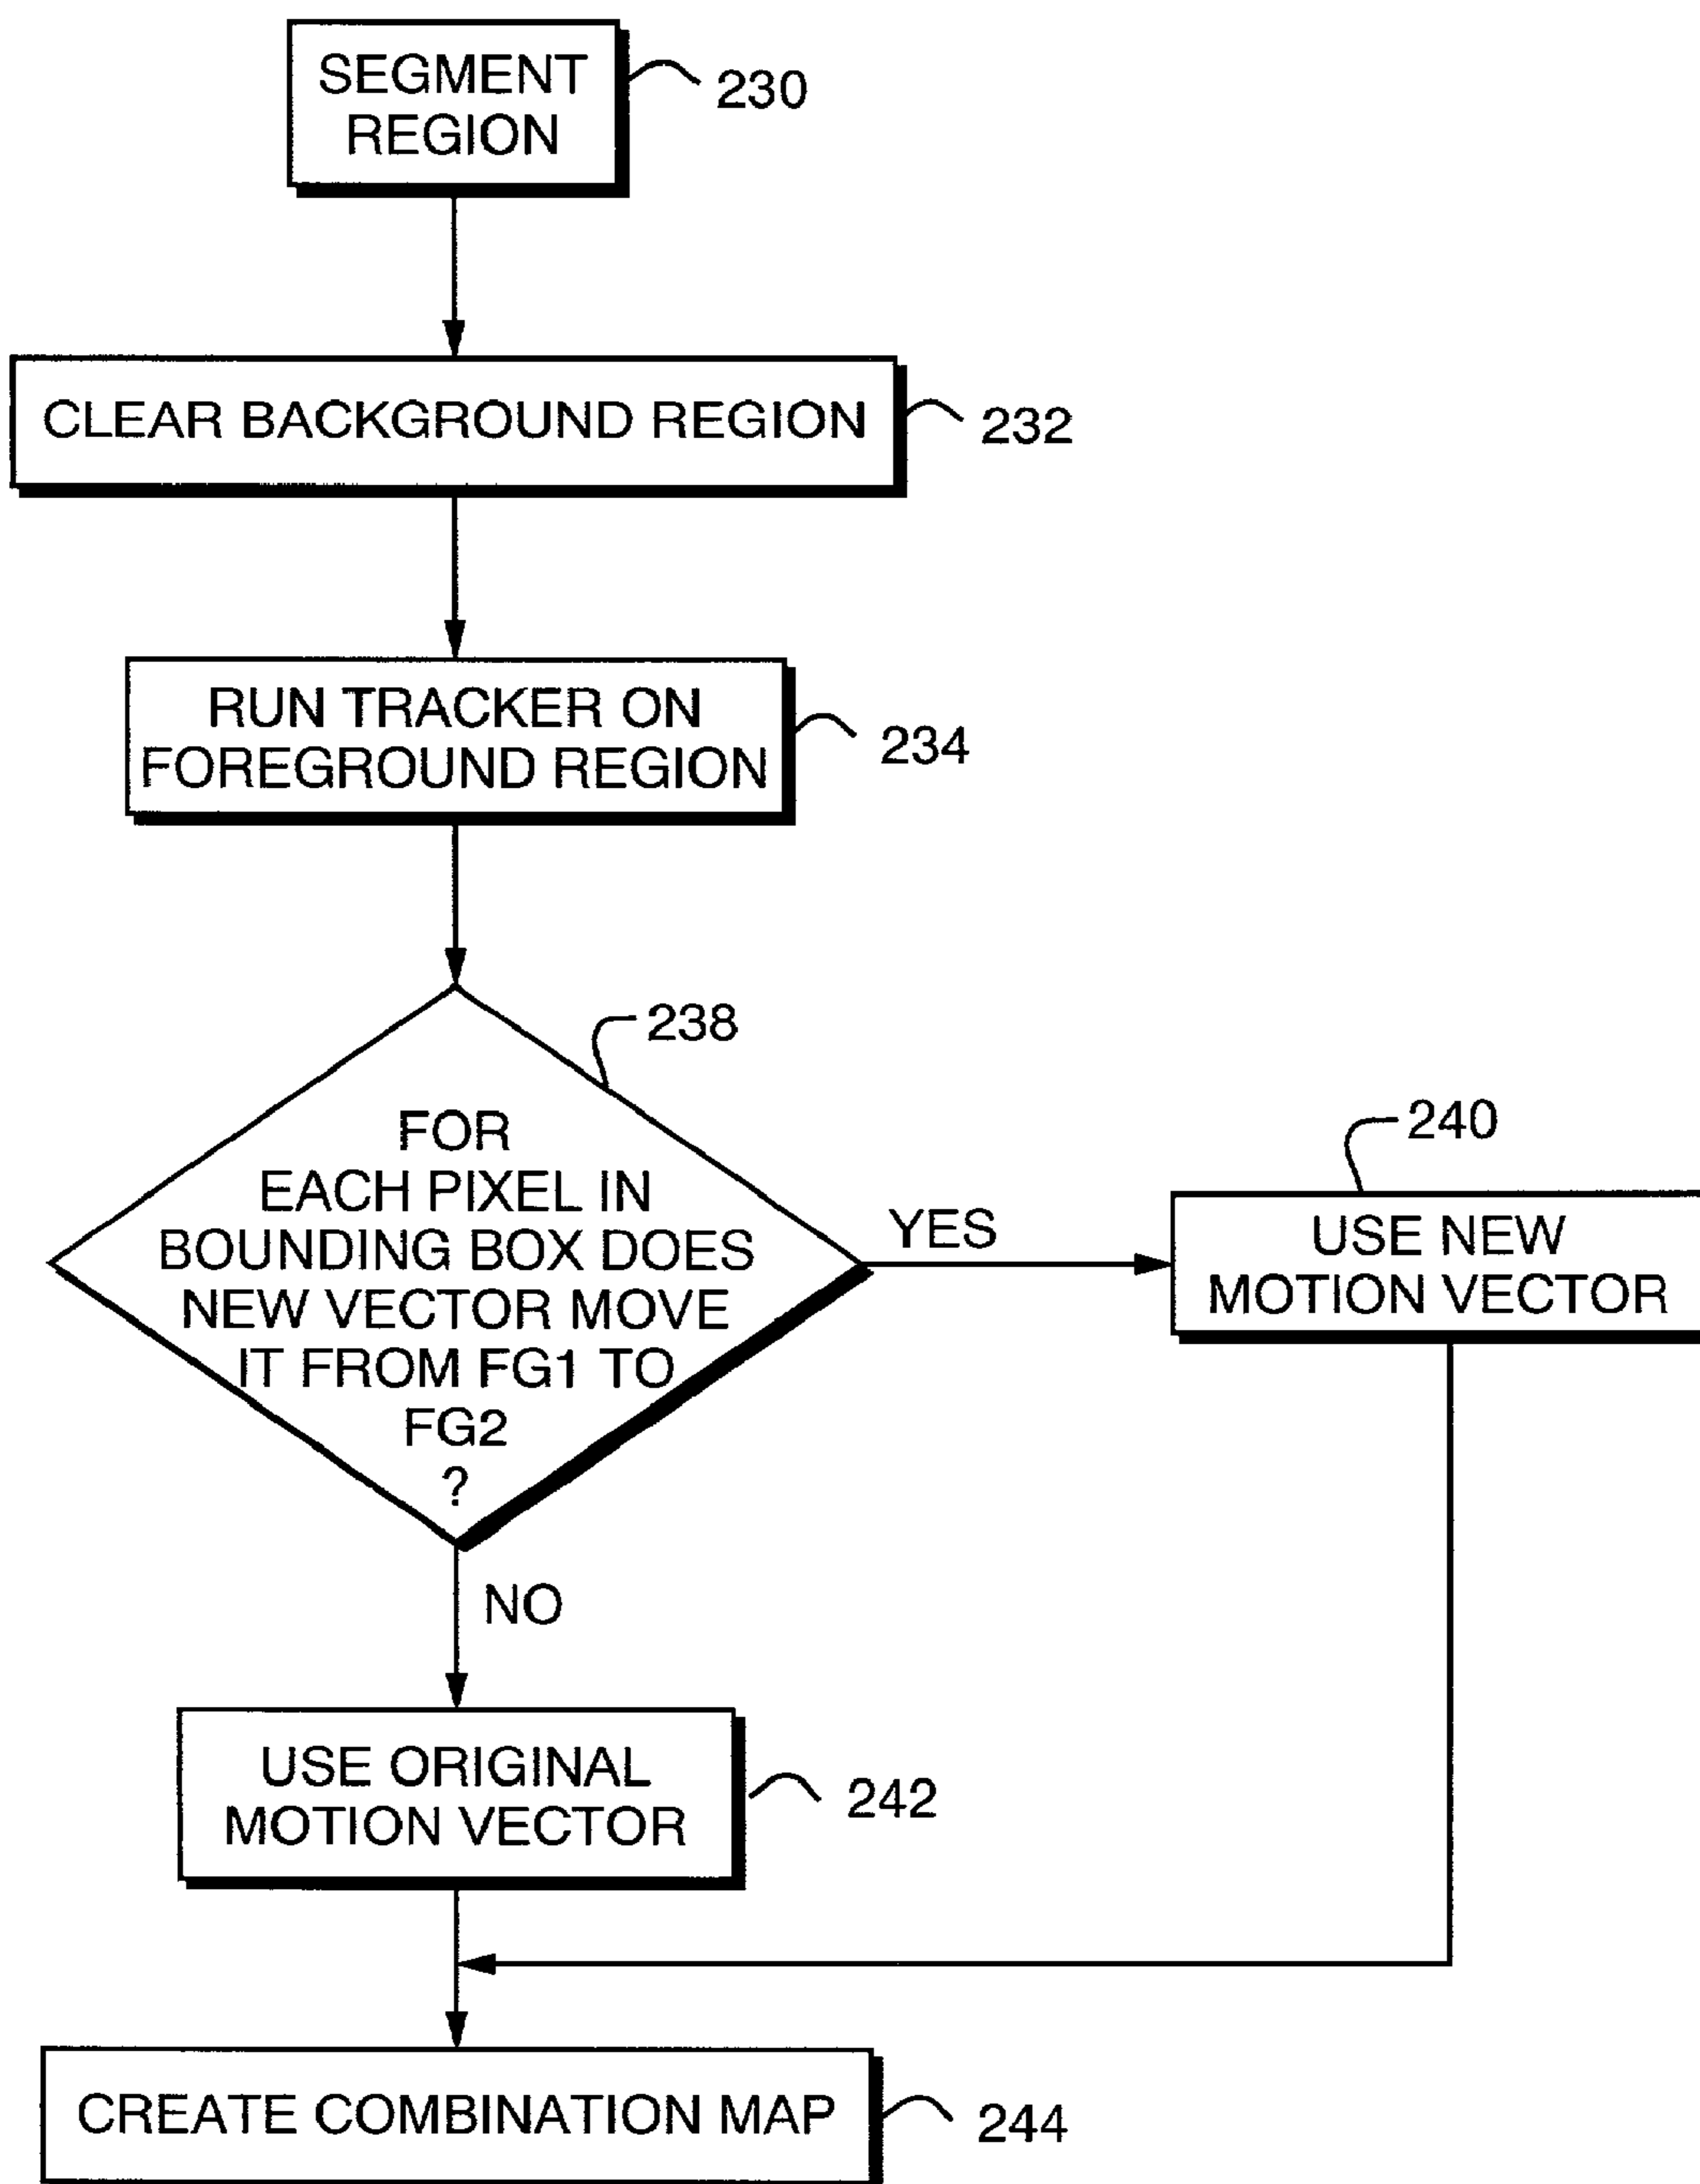 SEGMENT
REGION
230
CLEAR BACKGROUND REGION
232
RUN TRACKER ON
FOREGROUND REGION
234
238
FOR
EACH PIXEL IN
BOUNDING BOX DOES
NEW VECTOR MOVE
IT FROM FG1 TO
FG2
?
YES
240
USE NEW
MOTION VECTOR
NO
USE ORIGINAL
MOTION VECTOR
242
CREATE COMBINATION MAP
244